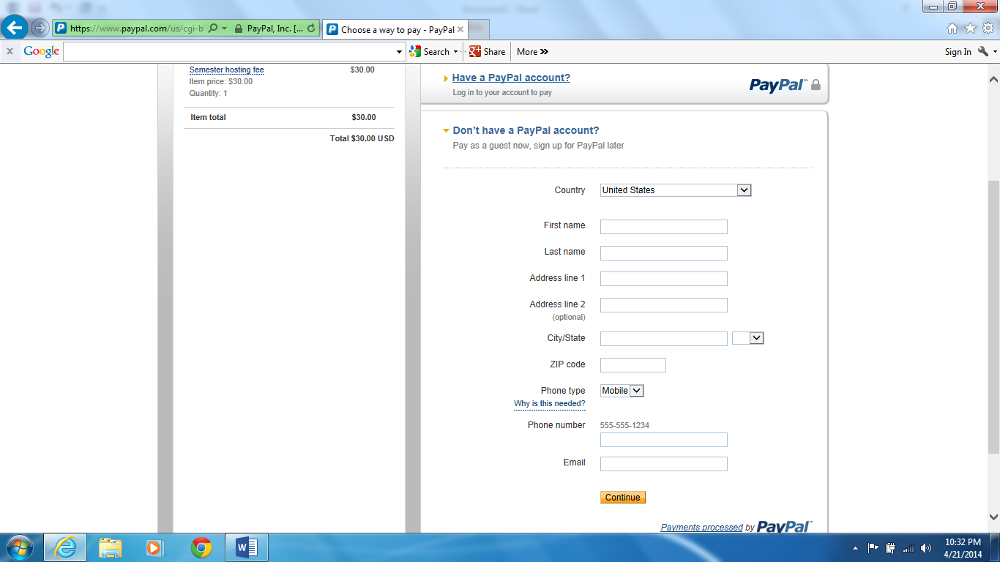 https://www.paypal.com/us/cgi-b
PayPal, Inc. [...
Choose a way to pay - PayPal
x Google
Search
Share
More »
Sign In
Semester hosting fee $30.00
Item price: $30.00
Quantity: 1
Item total $30.00
Total $30.00 USD
Have a PayPal account?
Log in to your account to pay
PayPal™
Don't have a PayPal account?
Pay as a guest now, sign up for PayPal later
Country United States
First name
Last name
Address line 1
Address line 2
(optional)
City/State
ZIP code
Phone type Mobile
Why is this needed?
Phone number 555-555-1234
Email
Continue
Payments processed by PayPal™
10:32 PM
4/21/2014